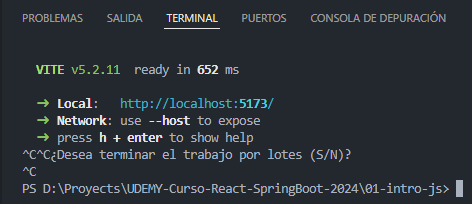 PROBLEMAS SALIDA TERMINAL PUERTOS CONSOLA DE DEPURACIÓN
VITE v5.2.11 ready in 652 ms
➜ Local: http://localhost:5173/
➜ Network: use --host to expose
➜ press h + enter to show help
^C^C¿Desea terminar el trabajo por lotes (S/N)?
^C
PS D:\Proyects\UDEMY-Curso-React-SpringBoot-2024\01-intro-js>